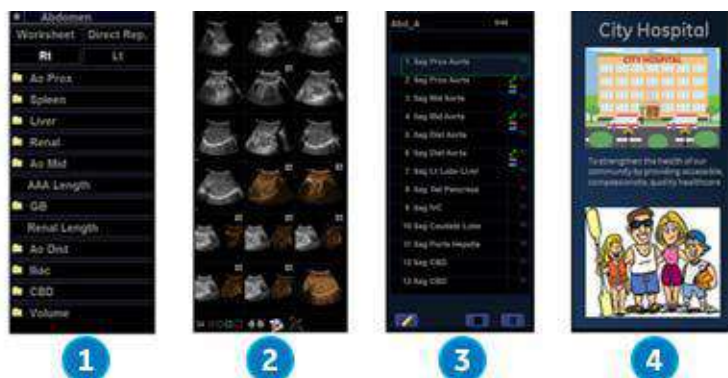 Abdomen
Worksheet Direct Rep.
Rt Lt
Ao Prox
Spleen
Liver
Renal
Ao Mid
AAA Length
GB
Renal Length
Ao Dist
CBD
Volume
1
2
Abd_A
1 Sag Prox Aorta
2 Sag Prox Aorta
3 Sag Mid Aorta
4 Sag Mid Aorta
5 Sag Dist Aorta
6 Sag Dist Aorta
7 Sag Lt Lobe Liver
8 Sag Pancreas
9 Sag IVC
10 Sag Caudate Lobe
11 Sag Porta Hepatis
12 Sag CBD
13 Sag CBD
3
City Hospital
CITY HOSPITAL
To strengthen the health of our
community by providing accessible,
compassionate, quality healthcare
4